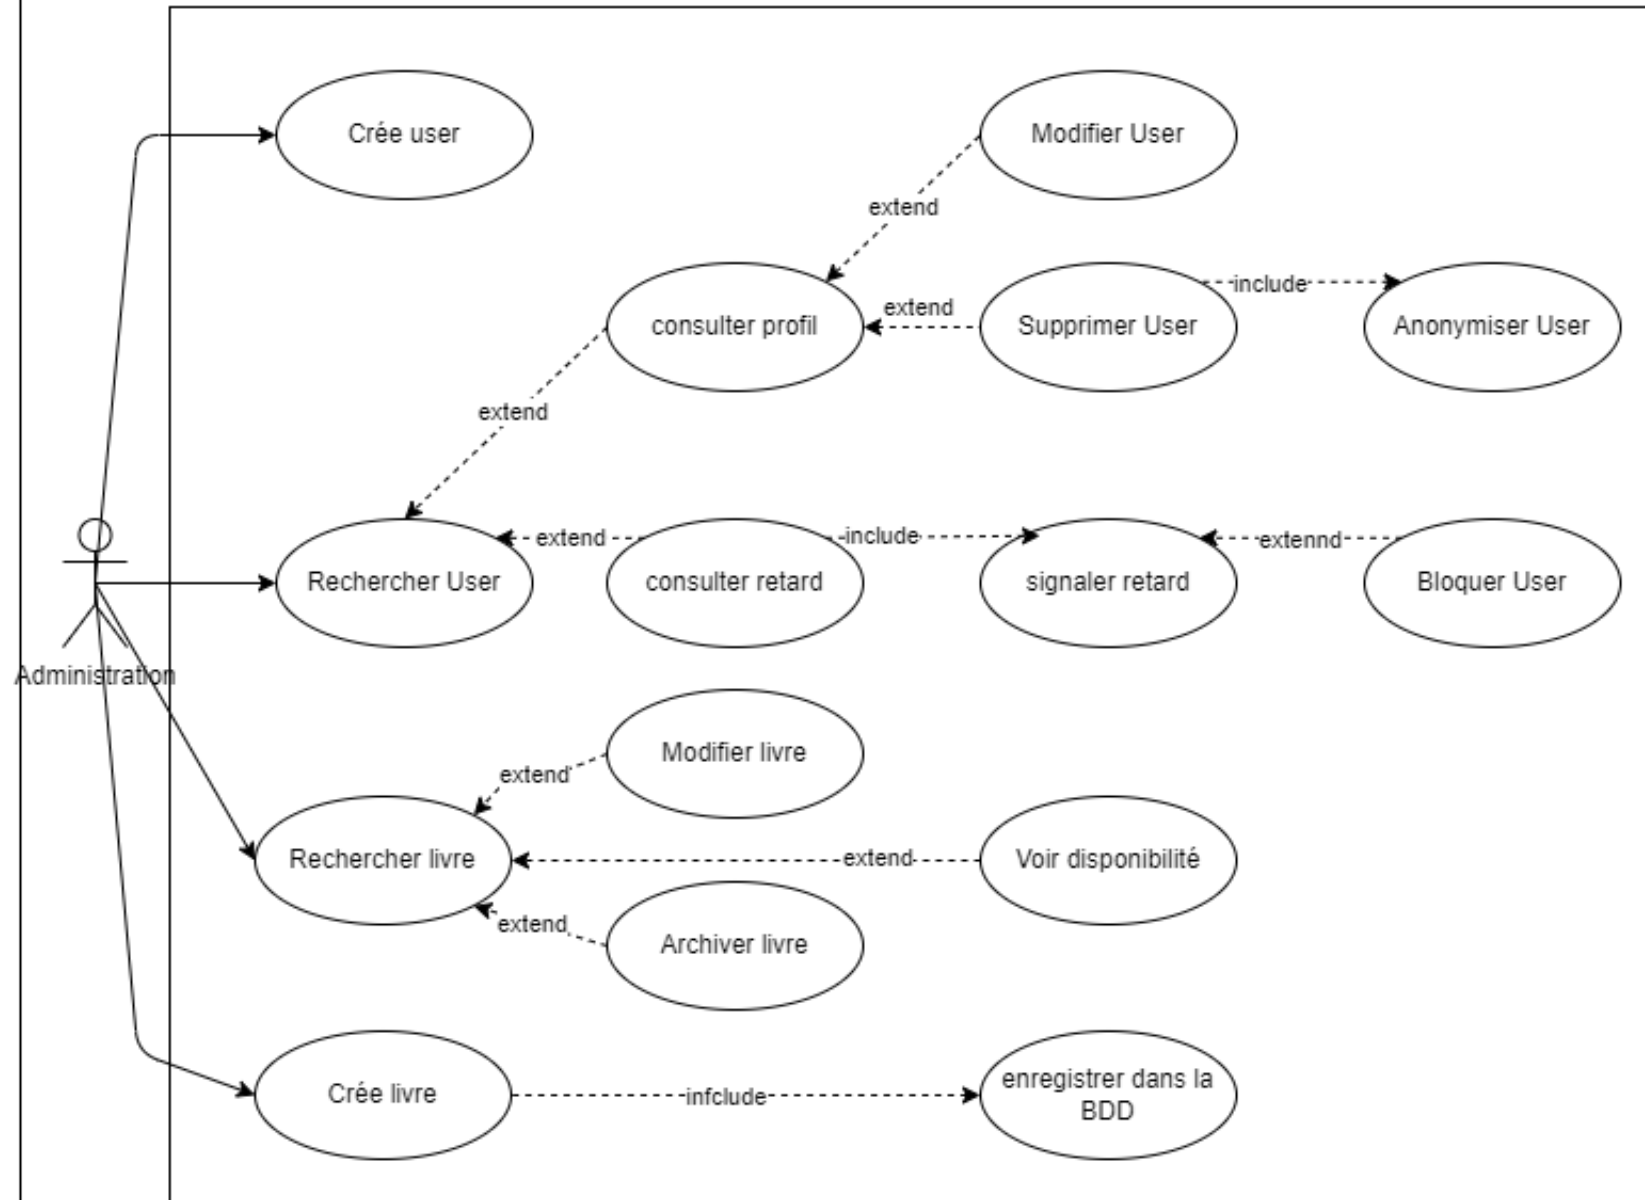 Crée user
Modifier User
extend
consulter profil
extend
Supprimer User
include
Anonymiser User
extend
Administration
Rechercher User
extend
consulter retard
include
signaler retard
extennd
Bloquer User
Modifier livre
extend
Rechercher livre
extend
Voir disponibilité
extend
Archiver livre
Crée livre
infclude
enregistrer dans la
BDD